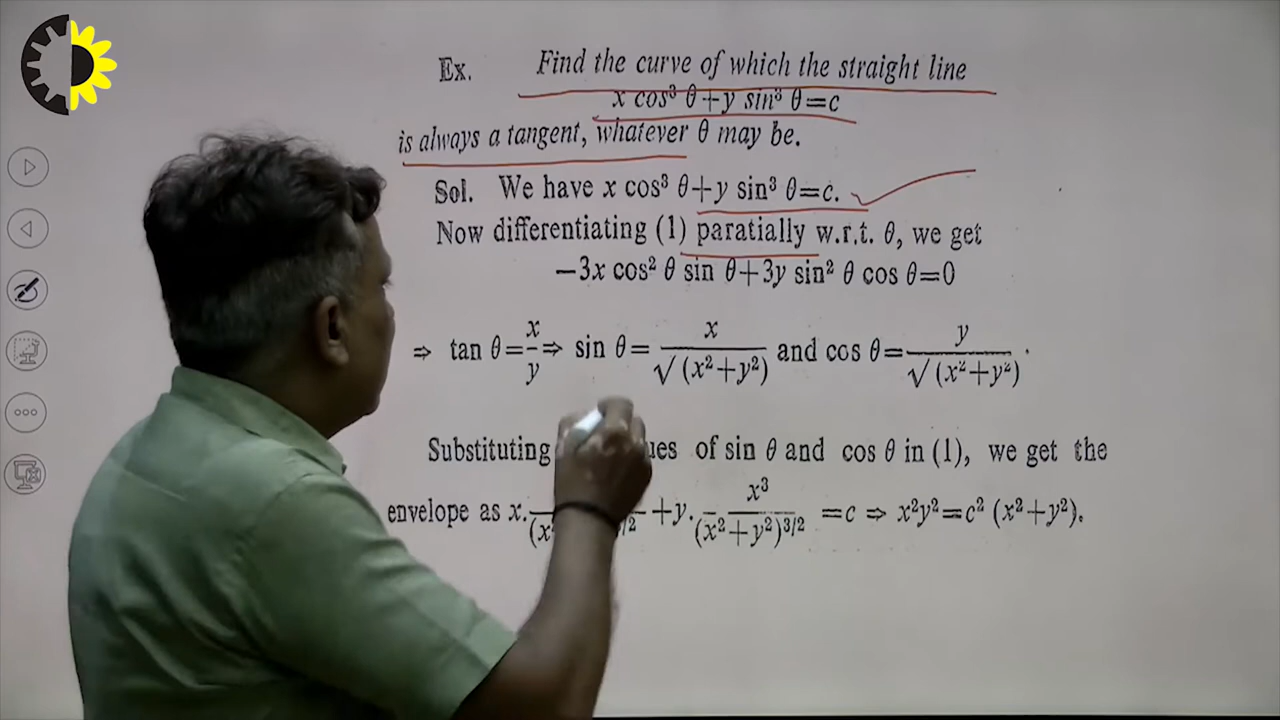 Ex. Find the curve of which the straight line
x cos³ θ+y sin³ θ=c
is always a tangent, whatever θ may be.
Sol. We have x cos³ θ+y sin³ θ=c.
Now differentiating (1) paratially w.r.t. θ, we get
−3x cos² θ sin θ+3y sin² θ cos θ=0
⇒ tan θ=x/y ⇒ sin θ= x/√(x²+y²) and cos θ= y/√(x²+y²).
Substituting of sin θ and cos θ in (1), we get the
envelope as x. +y. x³/(x²+y²)3/2 =c ⇒ x²y²=c² (x²+y²).